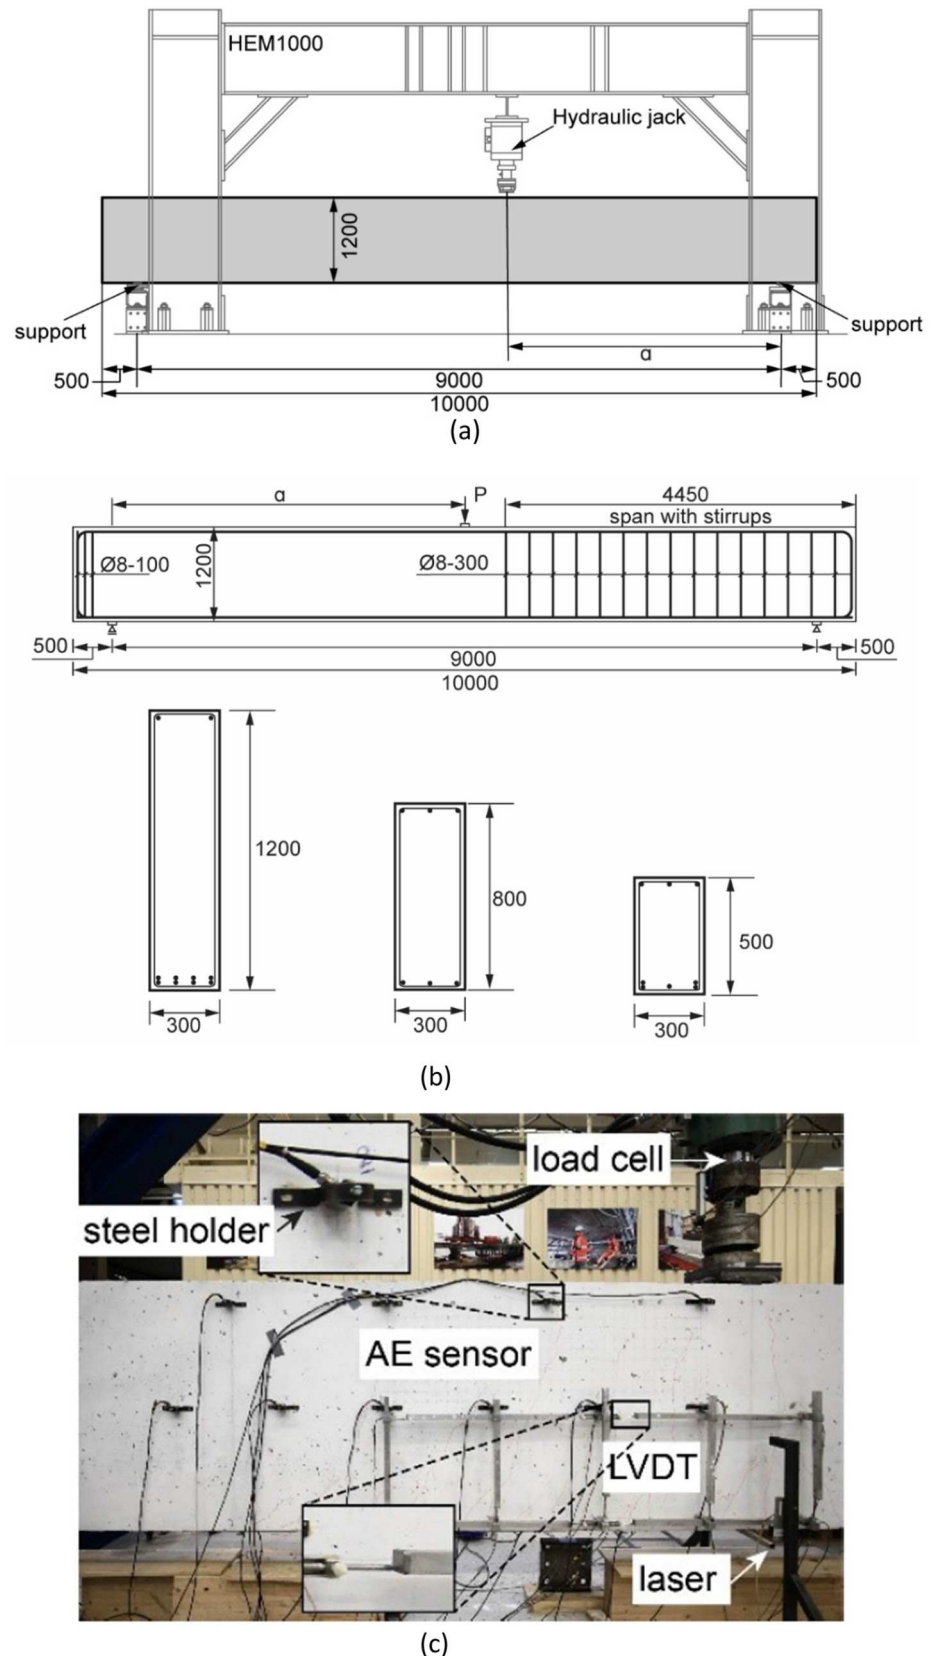 HEM1000
Hydraulic jack
1200
support
support
ɑ
500
9000
500
10000
(a)
ɑ
P
4450
span with stirrups
Ø8-100
1200
Ø8-300
500
9000
500
10000
1200
800
500
300
300
300
(b)
load cell
steel holder
AE sensor
LVDT
laser
(c)